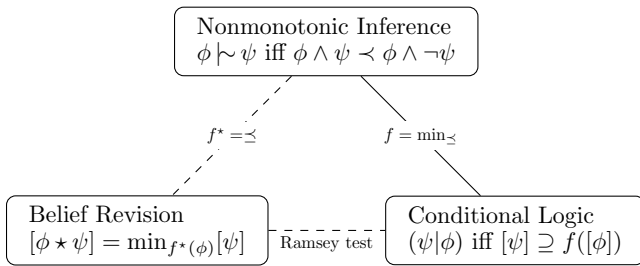 Nonmonotonic Inference
ϕ |∼ ψ iff ϕ ∧ ψ ≺ ϕ ∧ ¬ψ
f⋆ =⪯
f = min⪯
Belief Revision
[ϕ ⋆ ψ] = min_{f⋆(ϕ)}[ψ]
Ramsey test
Conditional Logic
(ψ|ϕ) iff [ψ] ⊇ f([ϕ])